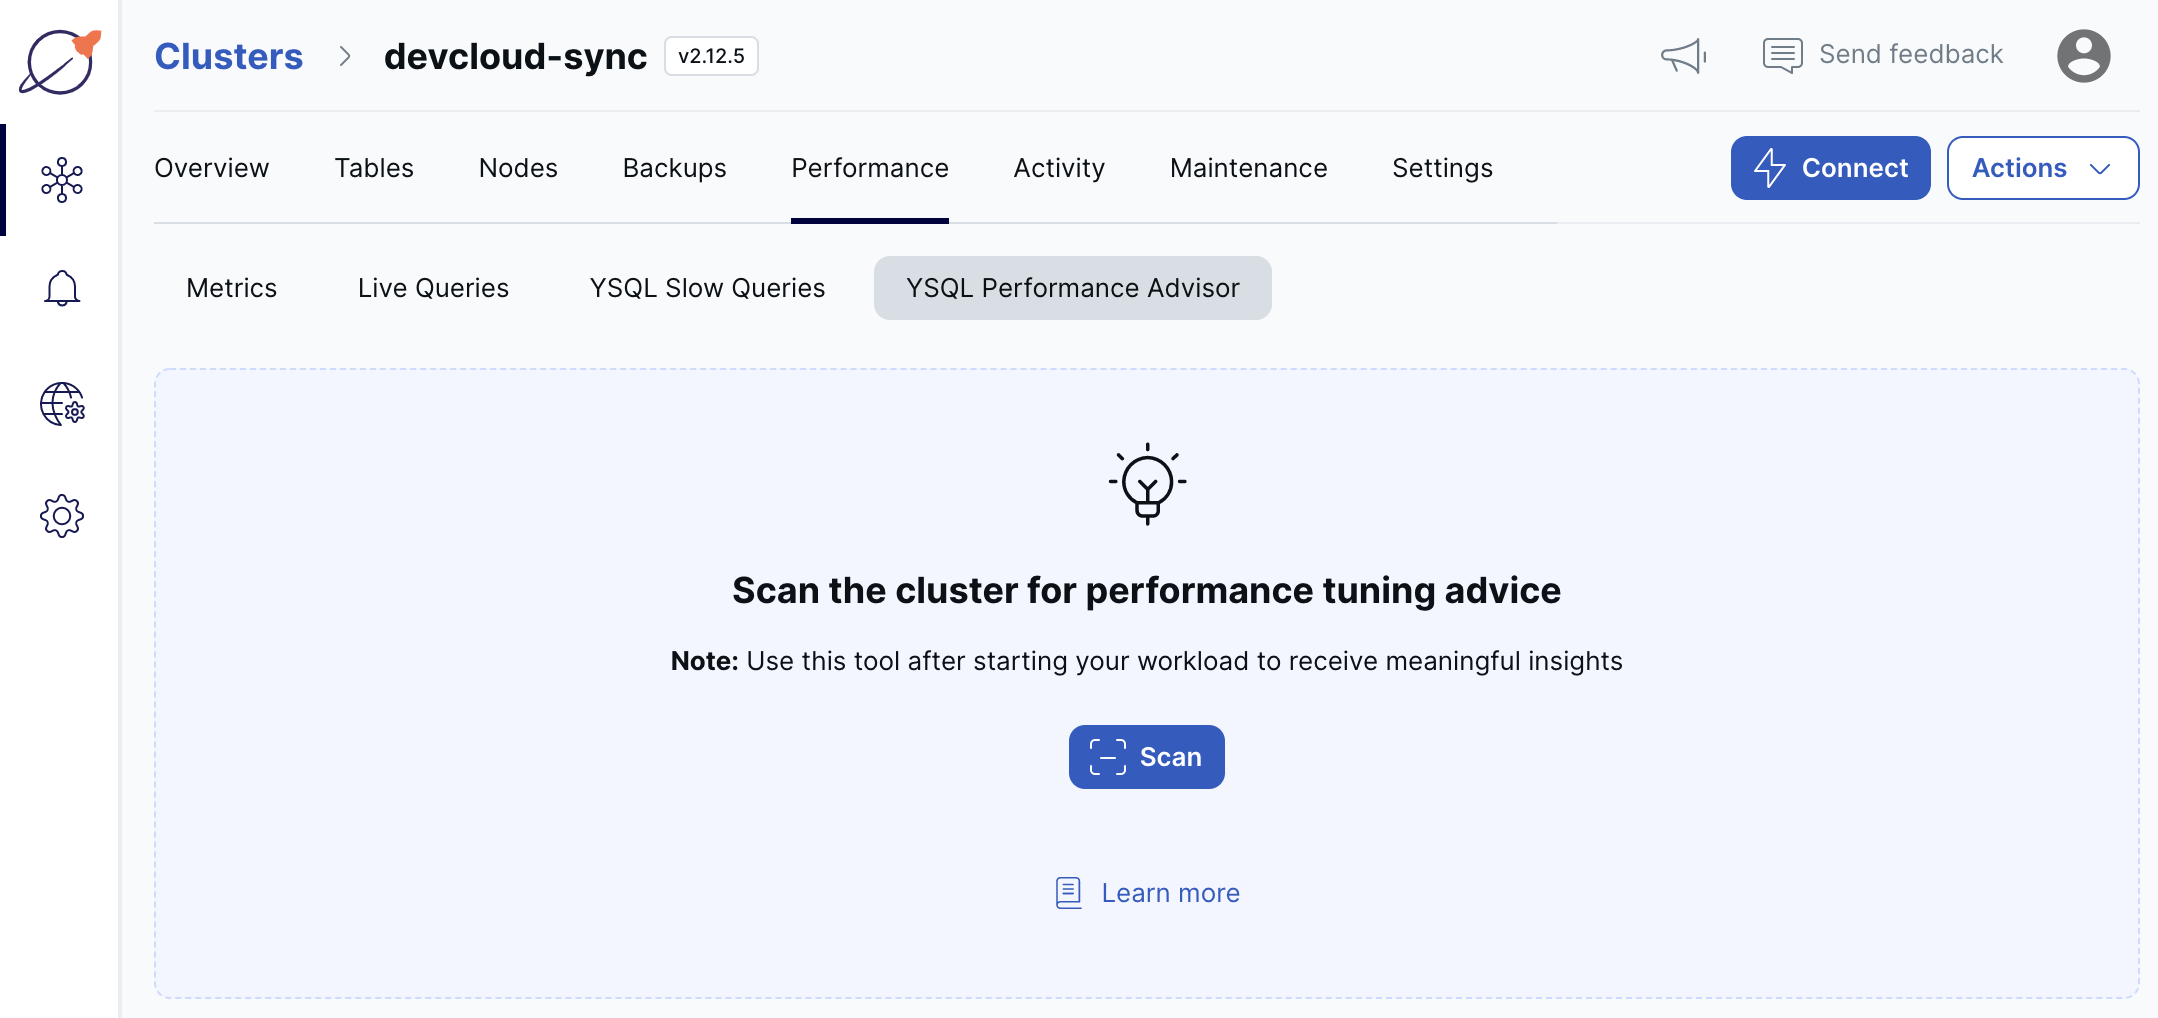 Clusters > devcloud-sync v2.12.5 Send feedback
Overview Tables Nodes Backups Performance Activity Maintenance Settings Connect Actions
Metrics Live Queries YSQL Slow Queries YSQL Performance Advisor
Scan the cluster for performance tuning advice
Note: Use this tool after starting your workload to receive meaningful insights
Scan
Learn more